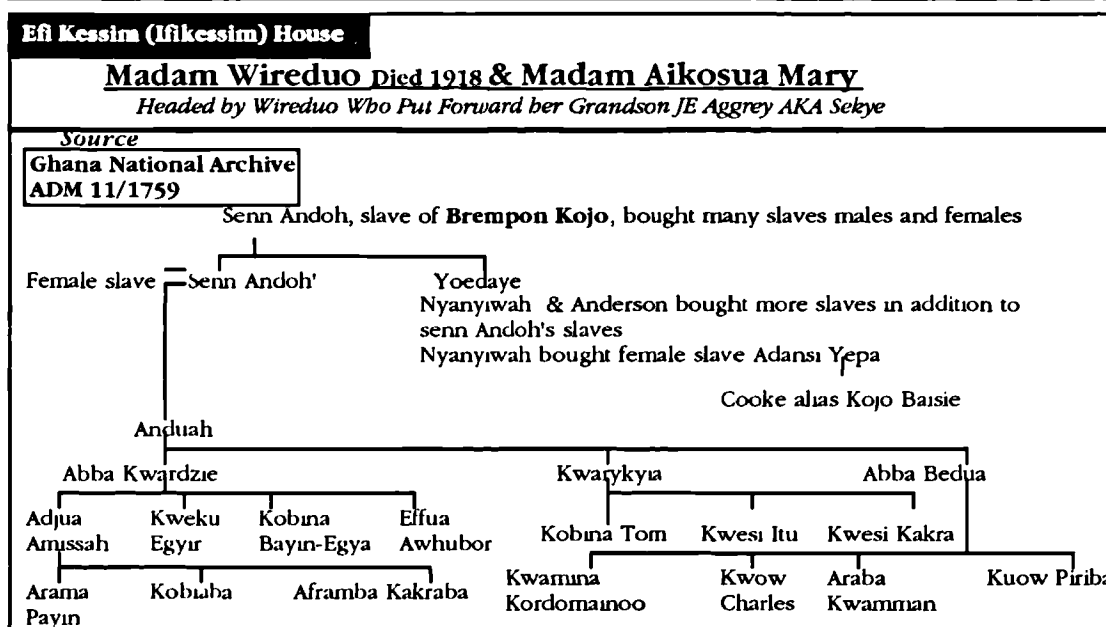 Efi Kessim (Ifikessim) House
Madam Wireduo Died 1918 & Madam Aikosua Mary
Headed by Wireduo Who Put Forward her Grandson JE Aggrey AKA Sekye
Source
Ghana National Archive
ADM 11/1759
Senn Andoh, slave of Brempon Kojo, bought many slaves males and females
Female slave Senn Andoh' Yoedaye
Nyanyiwah & Anderson bought more slaves in addition to
senn Andoh's slaves
Nyanyiwah bought female slave Adansi Yepa
Cooke alias Kojo Baisie
Anduah
Abba Kwardzie Kwarykyia Abba Bedua
Adjua Kweku Kobina Effua
Amissah Egyir Bayin-Egya Awhubor
Kobina Tom Kwesi Itu Kwesi Kakra
Arama Kobiaba Aframba Kakraba
Payin
Kwamina Kwow Araba Kuow Piriba
Kordomainoo Charles Kwamman